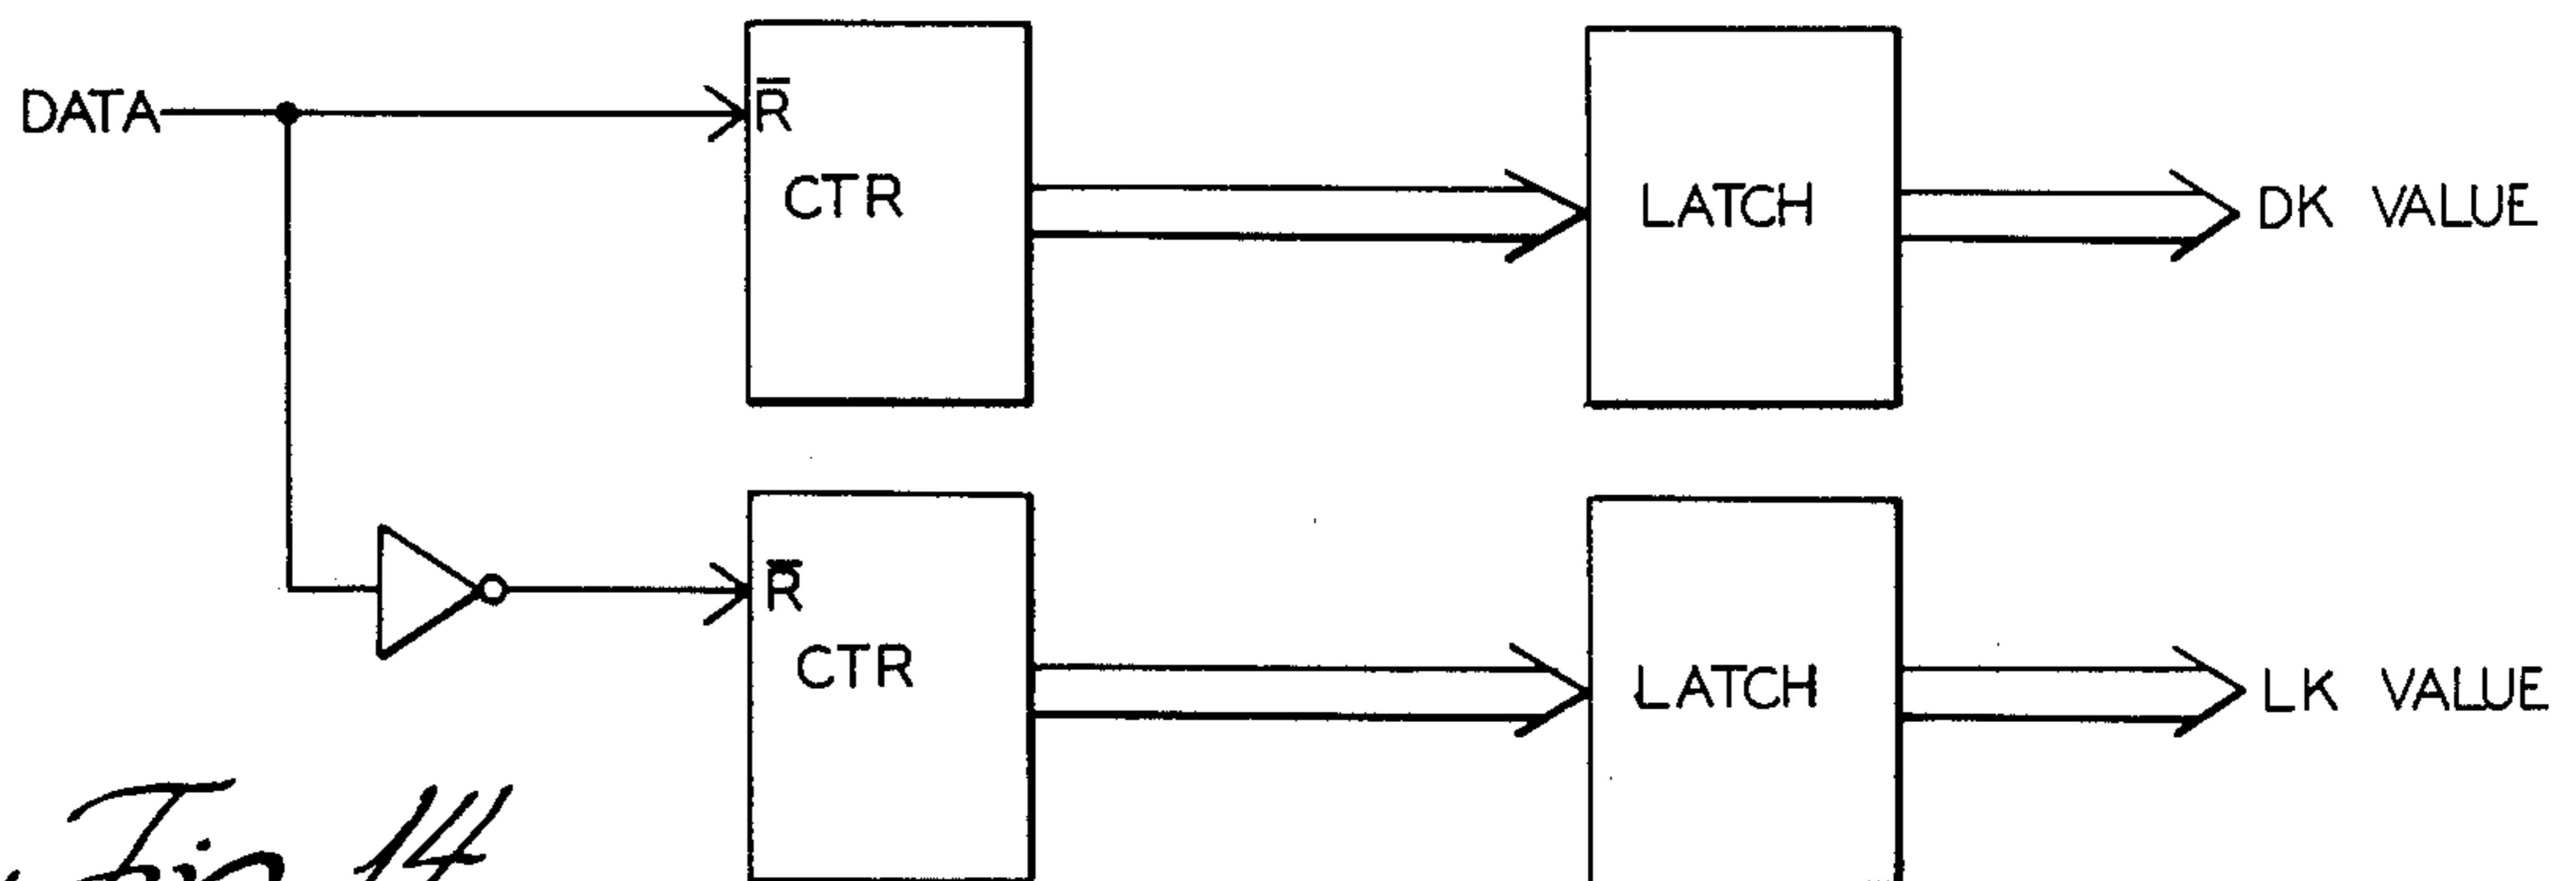 DATA
R̅
CTR
LATCH
DK VALUE
R̅
CTR
LATCH
LK VALUE
Fig 14